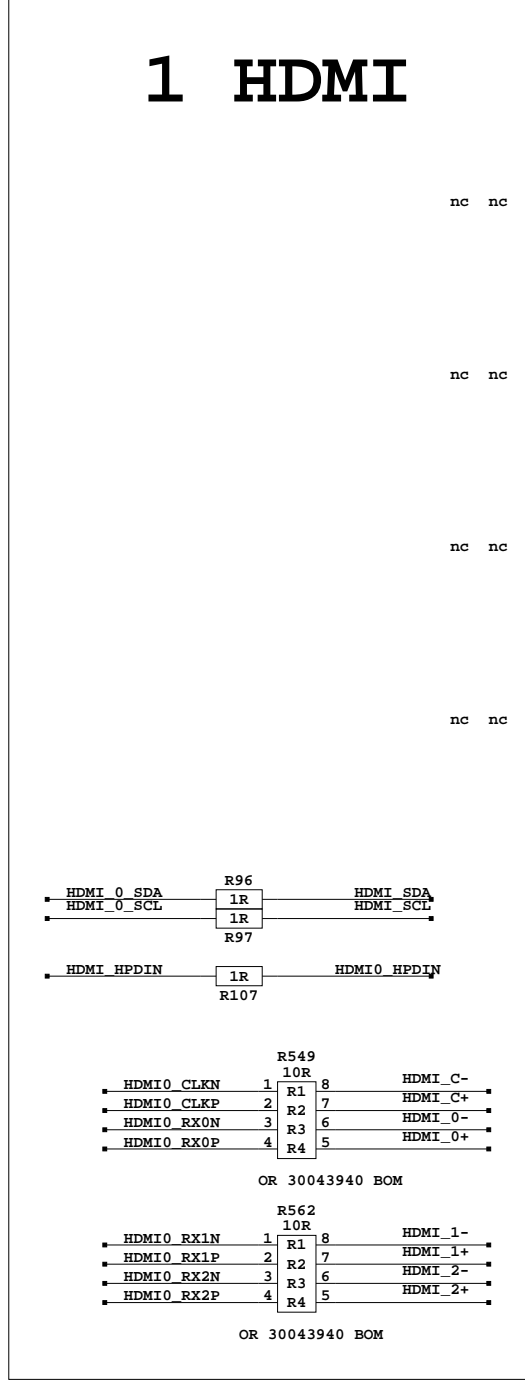 1 HDMI
nc nc
nc nc
nc nc
nc nc
R96
HDMI_0_SDA 1R HDMI_SDA
HDMI_0_SCL 1R HDMI_SCL
R97
HDMI_HPDIN 1R HDMI0_HPDIN
R107
R549
10R
HDMI0_CLKN 1 R1 8 HDMI_C-
HDMI0_CLKP 2 R2 7 HDMI_C+
HDMI0_RX0N 3 R3 6 HDMI_0-
HDMI0_RX0P 4 R4 5 HDMI_0+
OR 30043940 BOM
R562
10R
HDMI0_RX1N 1 R1 8 HDMI_1-
HDMI0_RX1P 2 R2 7 HDMI_1+
HDMI0_RX2N 3 R3 6 HDMI_2-
HDMI0_RX2P 4 R4 5 HDMI_2+
OR 30043940 BOM